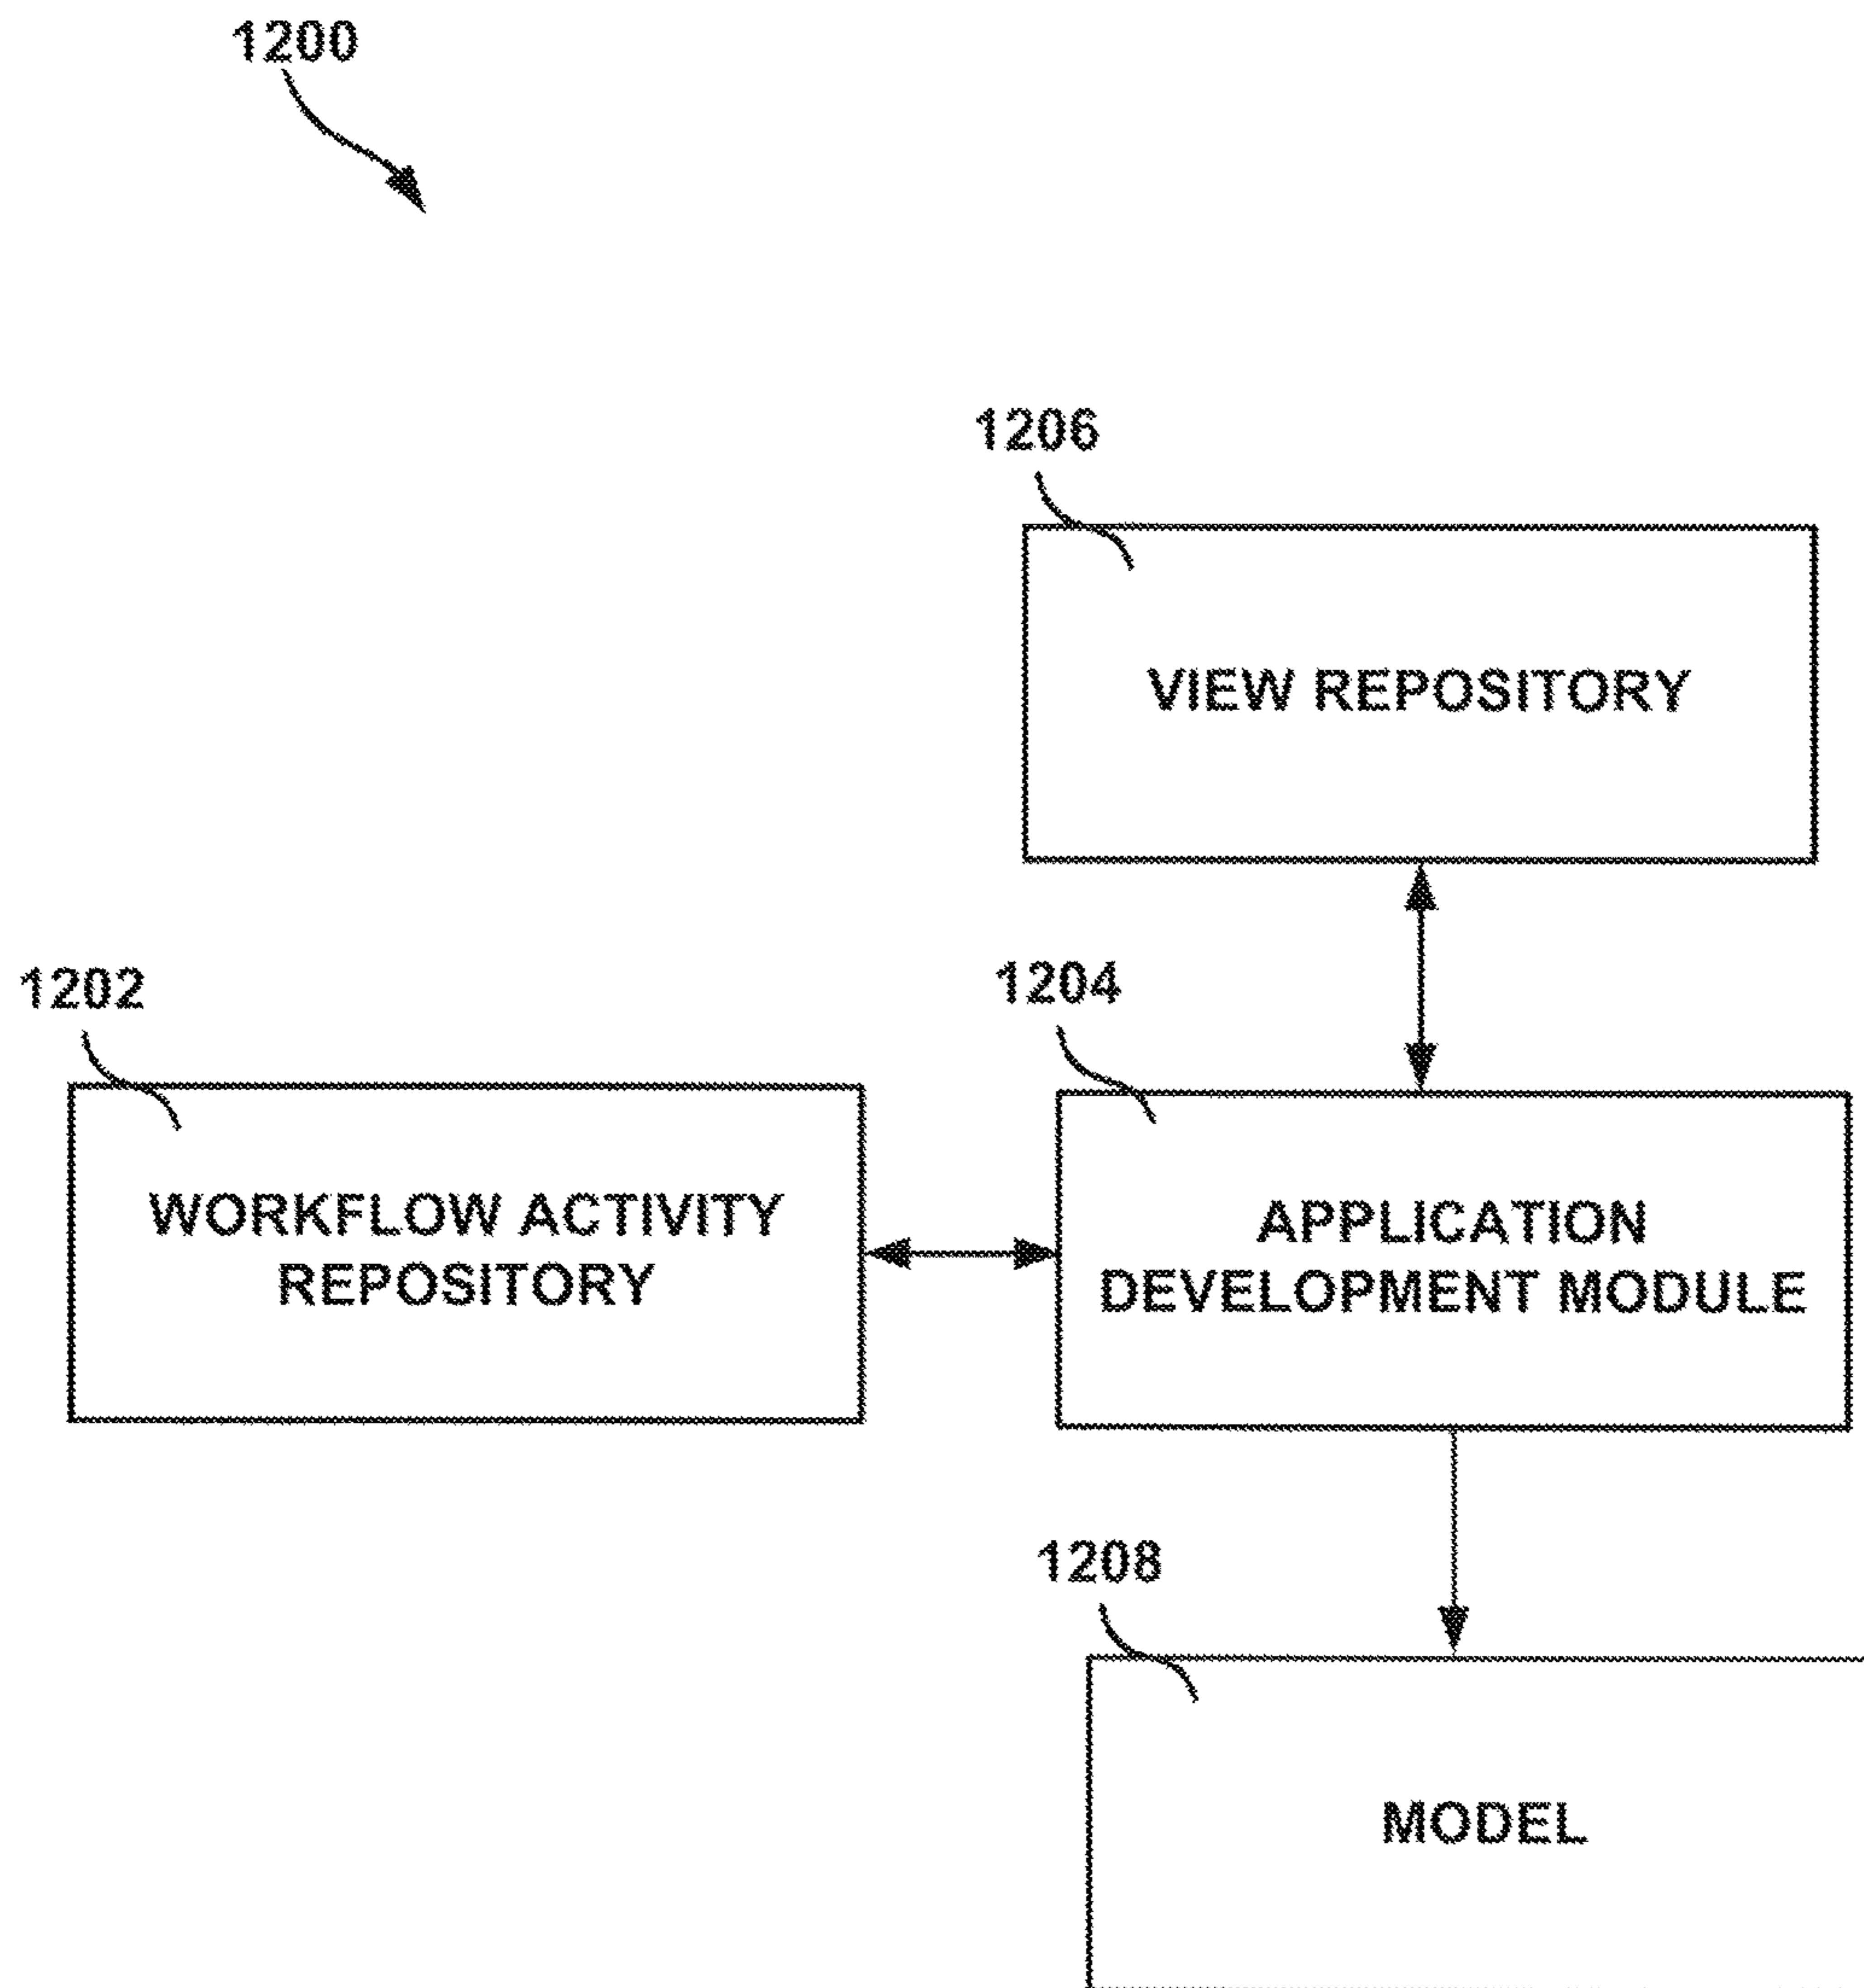 1200
1206
VIEW REPOSITORY
1202
1204
WORKFLOW ACTIVITY
REPOSITORY
APPLICATION
DEVELOPMENT MODULE
1208
MODEL